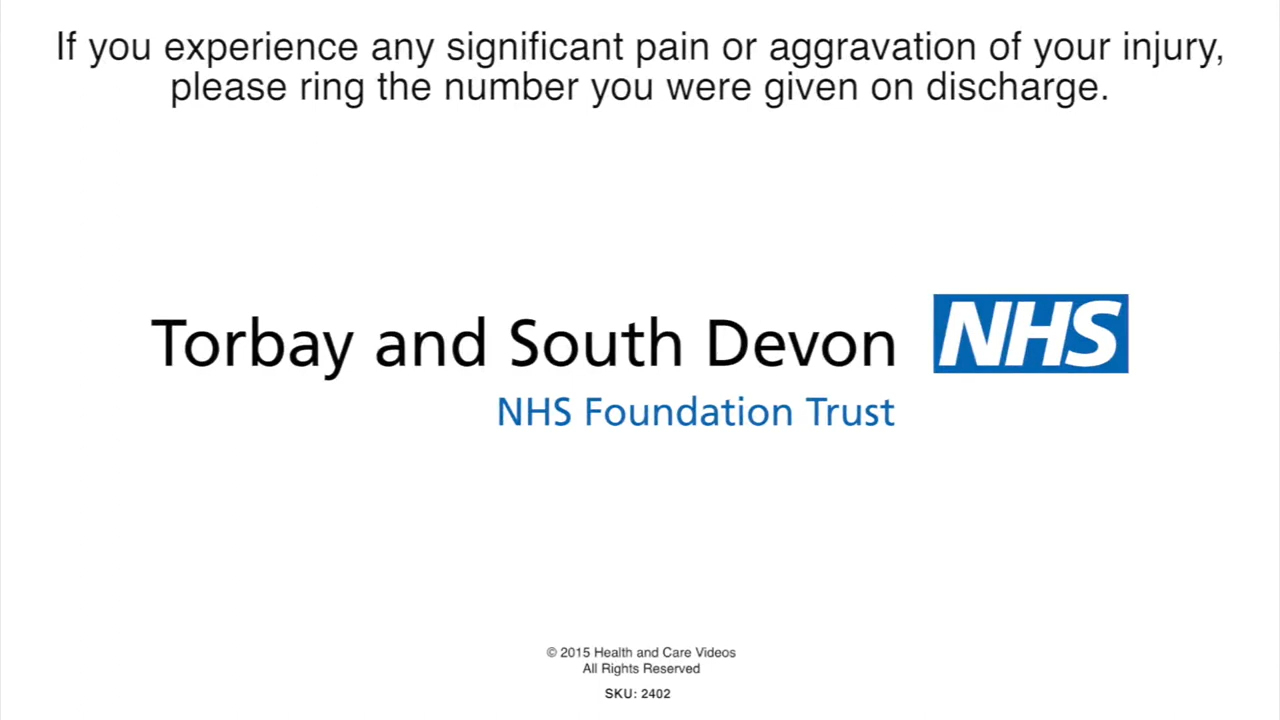 If you experience any significant pain or aggravation of your injury,
please ring the number you were given on discharge.
Torbay and South Devon NHS
NHS Foundation Trust
© 2015 Health and Care Videos
All Rights Reserved
SKU: 2402